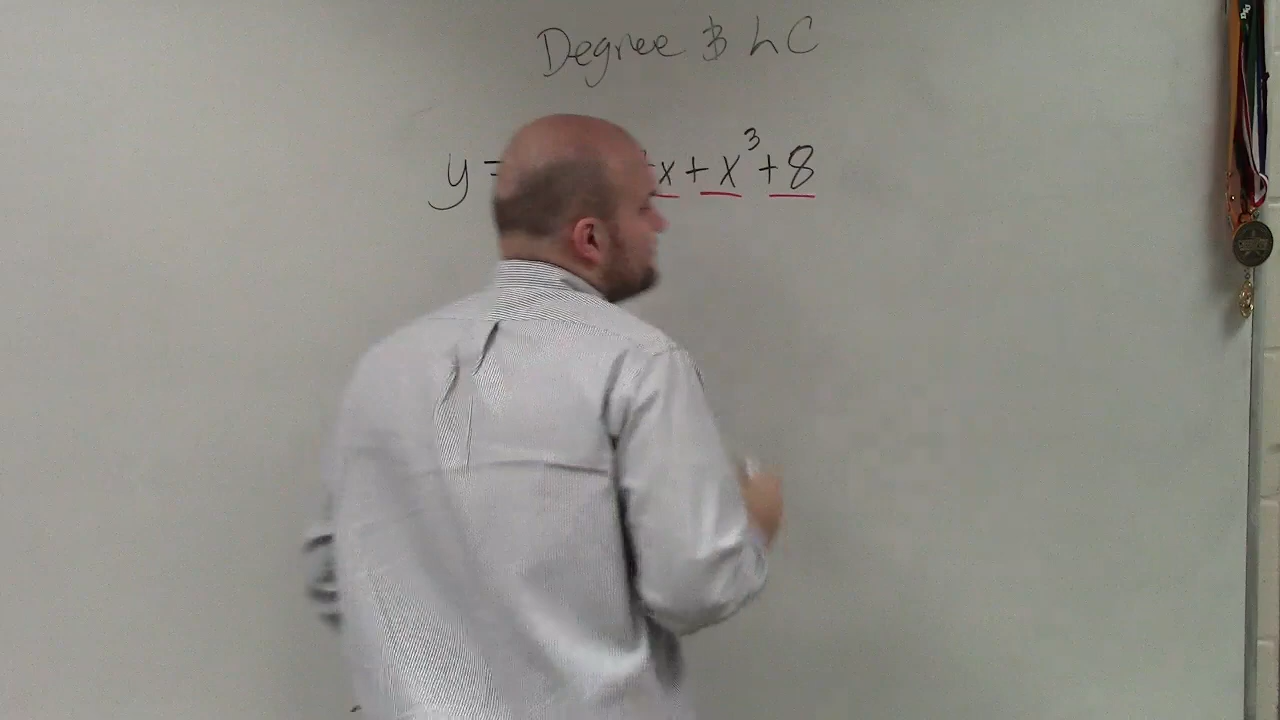 Degree & LC
y = x + x³ + 8